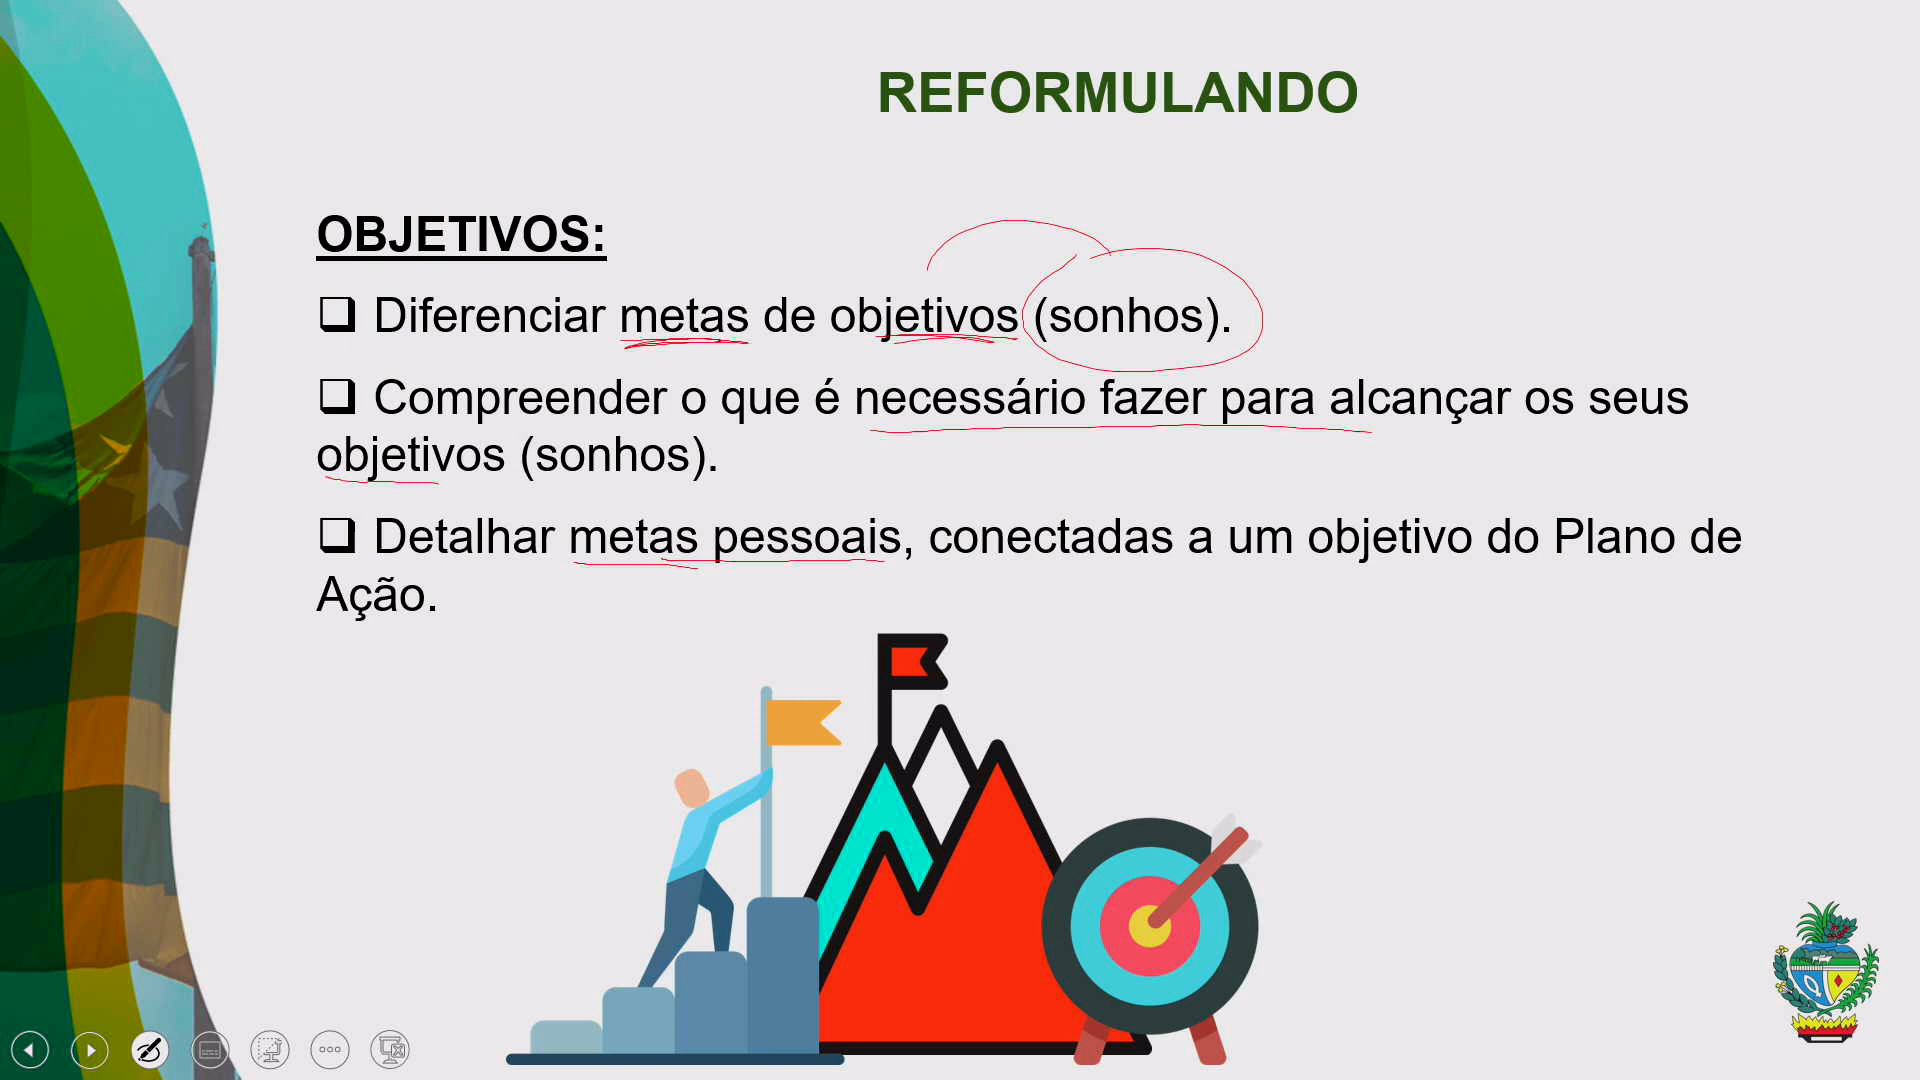 REFORMULANDO
OBJETIVOS:
❑ Diferenciar metas de objetivos (sonhos).
❑ Compreender o que é necessário fazer para alcançar os seus
objetivos (sonhos).
❑ Detalhar metas pessoais, conectadas a um objetivo do Plano de
Ação.